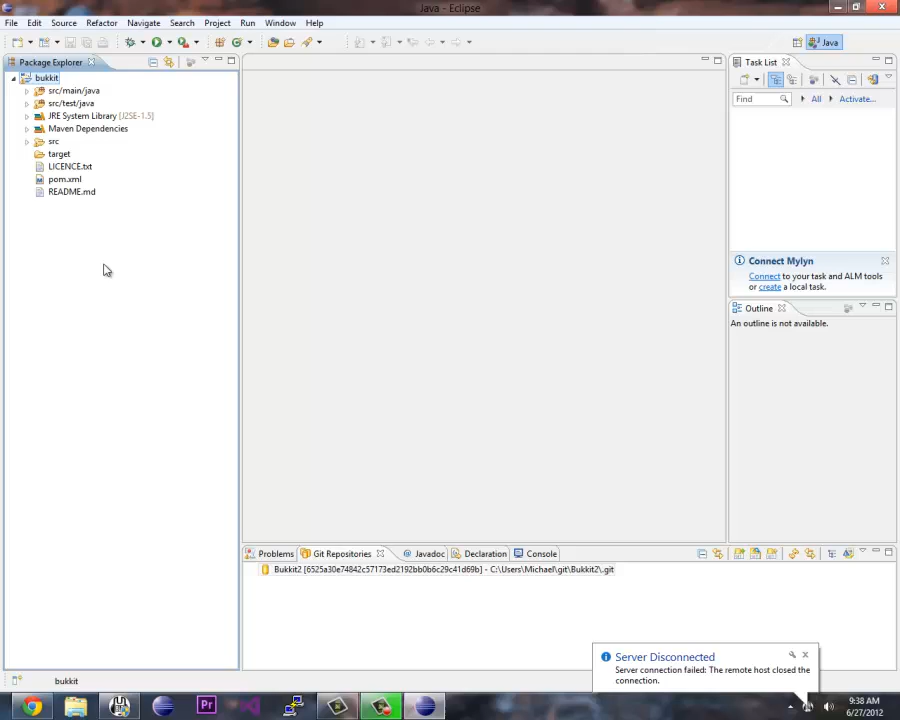 Java - Eclipse
File Edit Source Refactor Navigate Search Project Run Window Help
Java
Package Explorer
bukkit
src/main/java
src/test/java
JRE System Library [J2SE-1.5]
Maven Dependencies
src
target
LICENCE.txt
pom.xml
README.md
Task List
Find All Activate...
Connect Mylyn
Connect to your task and ALM tools
or create a local task.
Outline
An outline is not available.
Problems Git Repositories @ Javadoc Declaration Console
Bukkit2 [6525a30e74842c57173ed2192bb0b6c29c41d69b] - C:\Users\Michael\git\Bukkit2\.git
Server Disconnected
Server connection failed: The remote host closed the
connection.
bukkit
Pr
9:38 AM
6/27/2012